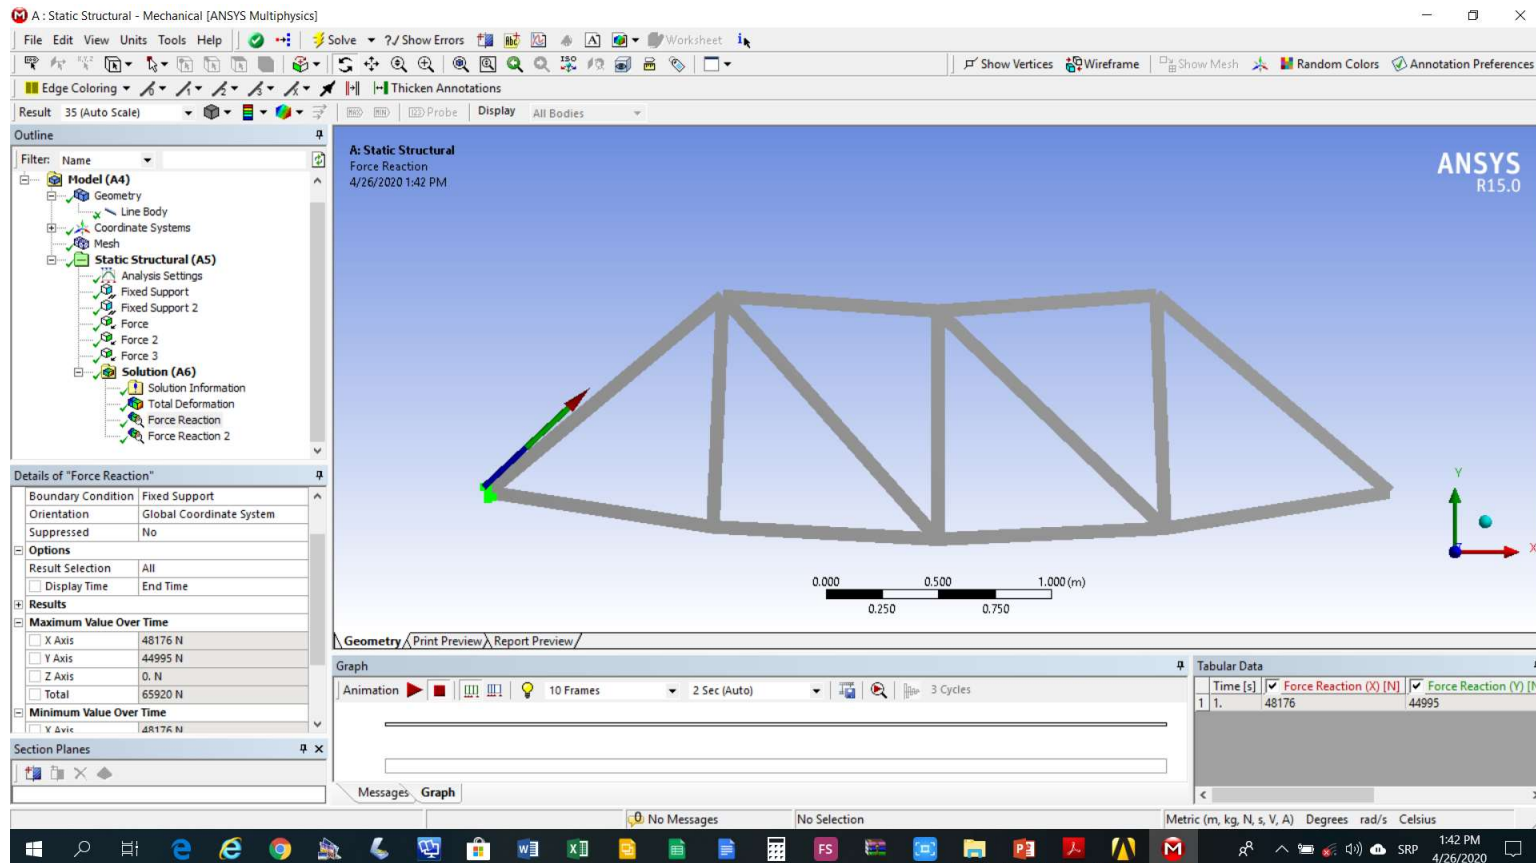 A : Static Structural - Mechanical [ANSYS Multiphysics]
File Edit View Units Tools Help Solve ?/ Show Errors Worksheet
Show Vertices Wireframe Show Mesh Random Colors Annotation Preferences
Edge Coloring Thicken Annotations
Result 35 (Auto Scale) Probe Display All Bodies
Outline
Filter: Name
Model (A4)
Geometry
Line Body
Coordinate Systems
Mesh
Static Structural (A5)
Analysis Settings
Fixed Support
Fixed Support 2
Force
Force 2
Force 3
Solution (A6)
Solution Information
Total Deformation
Force Reaction
Force Reaction 2
A: Static Structural
Force Reaction
4/26/2020 1:42 PM
ANSYS
R15.0
Y
X
0.000 0.500 1.000 (m)
0.250 0.750
Details of "Force Reaction"
Boundary Condition Fixed Support
Orientation Global Coordinate System
Suppressed No
Options
Result Selection All
Display Time End Time
Results
Maximum Value Over Time
X Axis 48176 N
Y Axis 44995 N
Z Axis 0. N
Total 65920 N
Minimum Value Over Time
X Axis 48176 N
Section Planes
Geometry Print Preview Report Preview
Graph
Animation 10 Frames 2 Sec (Auto) 3 Cycles
Messages Graph
Tabular Data
Time [s] Force Reaction (X) [N] Force Reaction (Y) [N
1 1. 48176 44995
No Messages No Selection Metric (m, kg, N, s, V, A) Degrees rad/s Celsius
FS
SRP
1:42 PM
4/26/2020